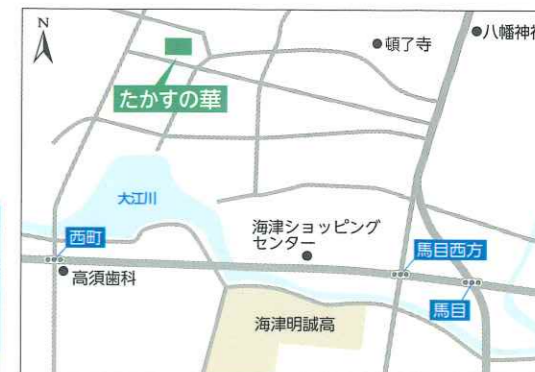 N
頓了寺
八幡神社
たかすの華
大江川
西町
高須歯科
海津ショッピング
センター
馬目西方
馬目
海津明誠高